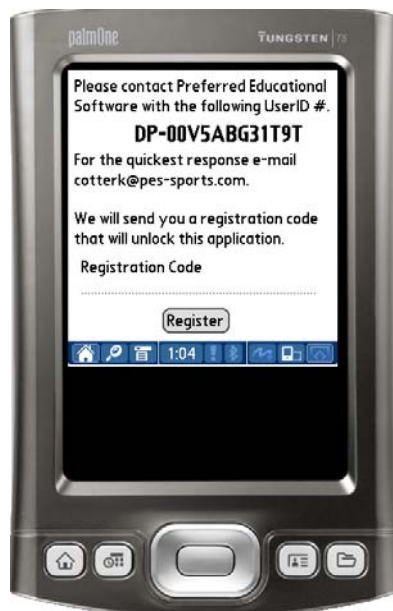 palmOne TUNGSTEN | T5
Please contact Preferred Educational
Software with the following UserID #.
DP-00V5ABG31T9T
For the quickest response e-mail
cotterk@pes-sports.com.
We will send you a registration code
that will unlock this application.
Registration Code
Register
1:04